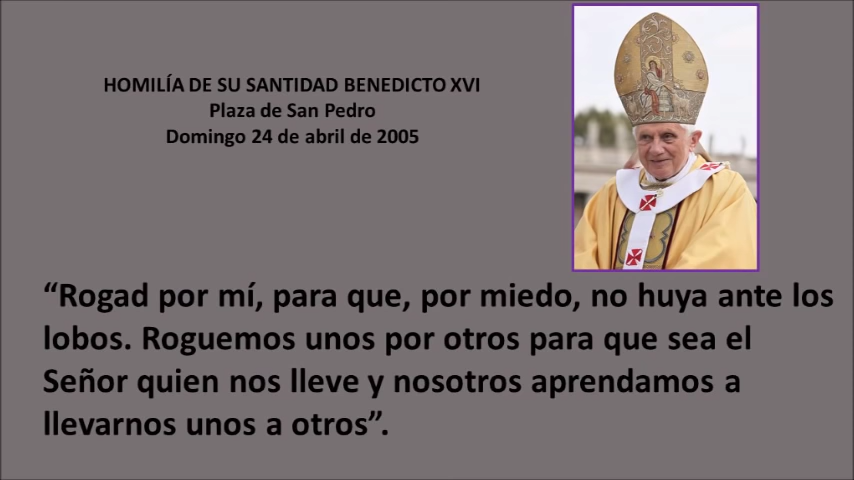 HOMILÍA DE SU SANTIDAD BENEDICTO XVI
Plaza de San Pedro
Domingo 24 de abril de 2005
“Rogad por mí, para que, por miedo, no huya ante los
lobos. Roguemos unos por otros para que sea el
Señor quien nos lleve y nosotros aprendamos a
llevarnos unos a otros”.